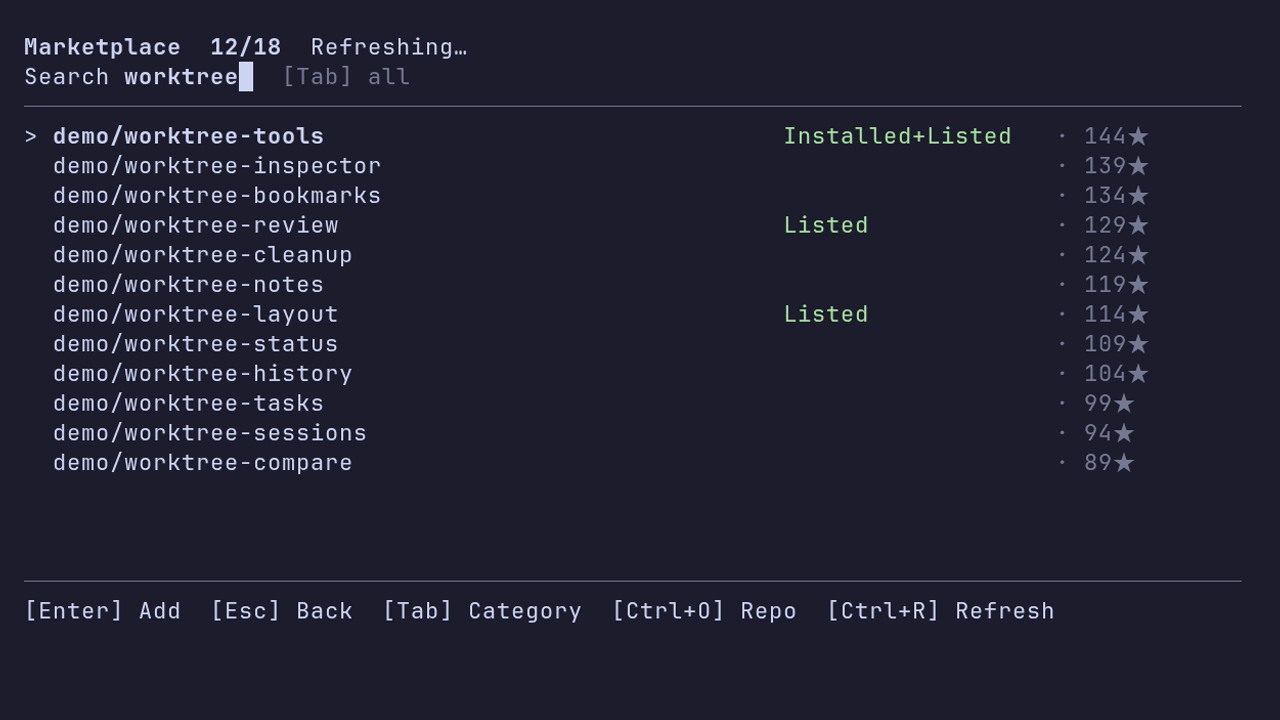 Marketplace  12/18  Refreshing…
Search worktree  [Tab] all
> demo/worktree-tools  Installed+Listed  · 144★
demo/worktree-inspector  · 139★
demo/worktree-bookmarks  · 134★
demo/worktree-review  Listed  · 129★
demo/worktree-cleanup  · 124★
demo/worktree-notes  · 119★
demo/worktree-layout  Listed  · 114★
demo/worktree-status  · 109★
demo/worktree-history  · 104★
demo/worktree-tasks  · 99★
demo/worktree-sessions  · 94★
demo/worktree-compare  · 89★
[Enter] Add  [Esc] Back  [Tab] Category  [Ctrl+O] Repo  [Ctrl+R] Refresh